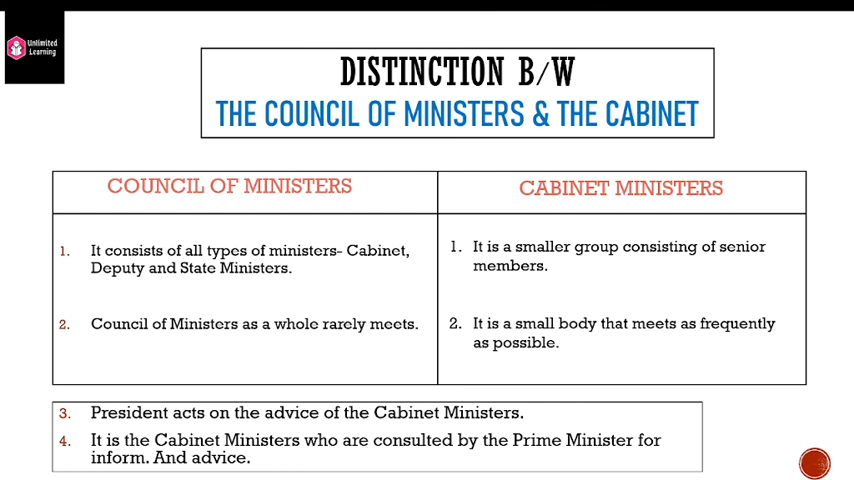 Unlimited
Learning
DISTINCTION B/W
THE COUNCIL OF MINISTERS & THE CABINET
COUNCIL OF MINISTERS
1. It consists of all types of ministers- Cabinet,
Deputy and State Ministers.
2. Council of Ministers as a whole rarely meets.
CABINET MINISTERS
1. It is a smaller group consisting of senior
members.
2. It is a small body that meets as frequently
as possible.
3. President acts on the advice of the Cabinet Ministers.
4. It is the Cabinet Ministers who are consulted by the Prime Minister for
inform. And advice.